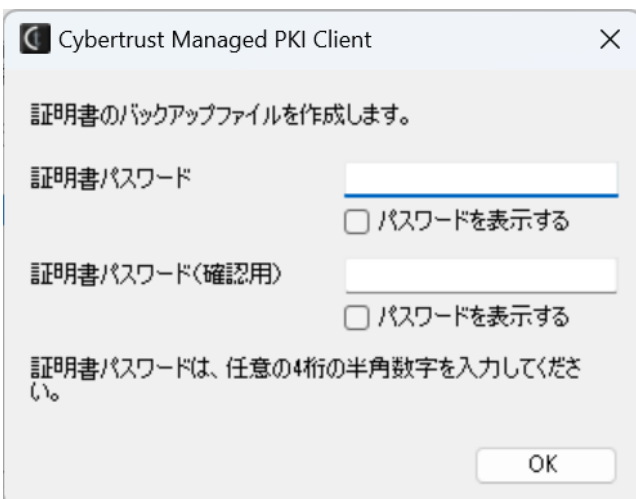 Cybertrust Managed PKI Client
証明書のバックアップファイルを作成します。
証明書パスワード
パスワードを表示する
証明書パスワード(確認用)
パスワードを表示する
証明書パスワードは、任意の4桁の半角数字を入力してくださ
い。
OK